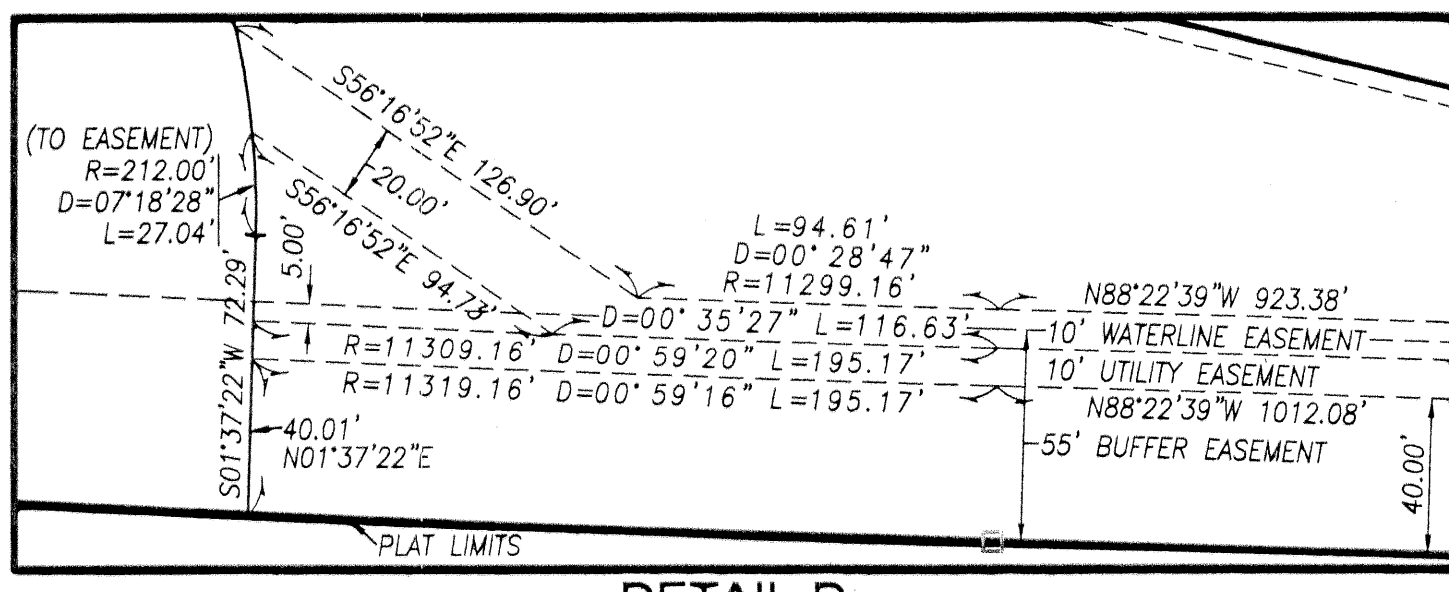 S56°16'52"E 126.90'
(TO EASEMENT)
R=212.00'
D=07°18'28"
L=27.04'
20.00'
S56°16'52"E 94.73'
5.00'
S01°37'22"W 72.29'
L=94.61'
D=00° 28'47"
R=11299.16'
N88°22'39"W 923.38'
D=00° 35'27" L=116.63'
10' WATERLINE EASEMENT
R=11309.16' D=00° 59'20" L=195.17'
10' UTILITY EASEMENT
R=11319.16' D=00° 59'16" L=195.17'
N88°22'39"W 1012.08'
40.01'
N01°37'22"E
55' BUFFER EASEMENT
40.00'
PLAT LIMITS